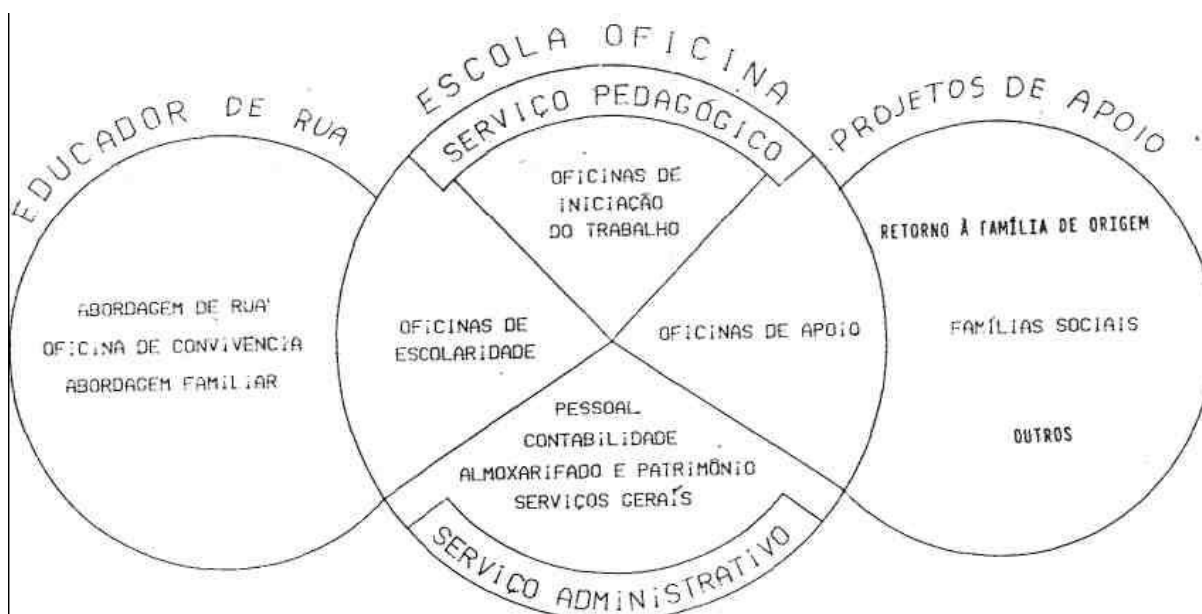 EDUCADOR DE RUA
ABORDAGEM DE RUA
OFICINA DE CONVIVÊNCIA
ABORDAGEM FAMILIAR
ESCOLA OFICINA
SERVIÇO PEDAGÓGICO
OFICINAS DE
INICIAÇÃO
DO TRABALHO
OFICINAS DE
ESCOLARIDADE
OFICINAS DE APOIO
PESSOAL
CONTABILIDADE
ALMOXARIFADO E PATRIMÔNIO
SERVIÇOS GERAIS
SERVIÇO ADMINISTRATIVO
PROJETOS DE APOIO
RETORNO À FAMÍLIA DE ORIGEM
FAMÍLIAS SOCIAIS
OUTROS